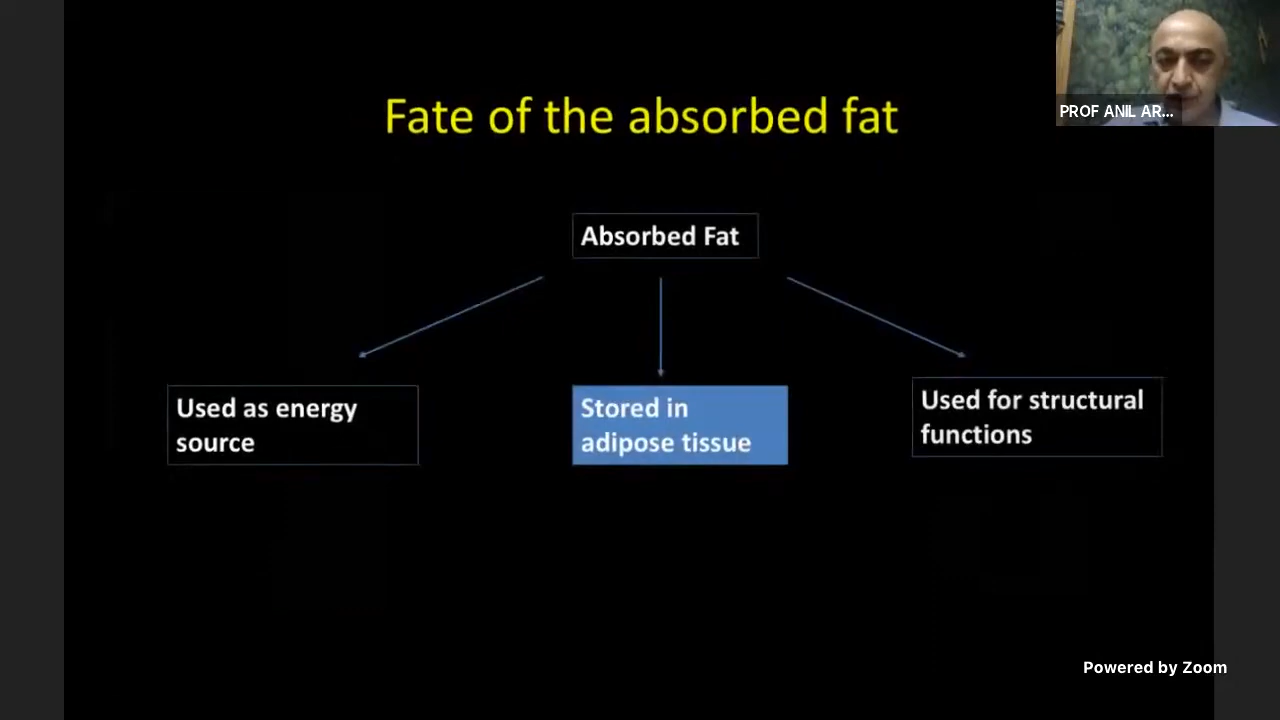 Fate of the absorbed fat
PROF ANIL AR...
Absorbed Fat
Used as energy
source
Stored in
adipose tissue
Used for structural
functions
Powered by Zoom